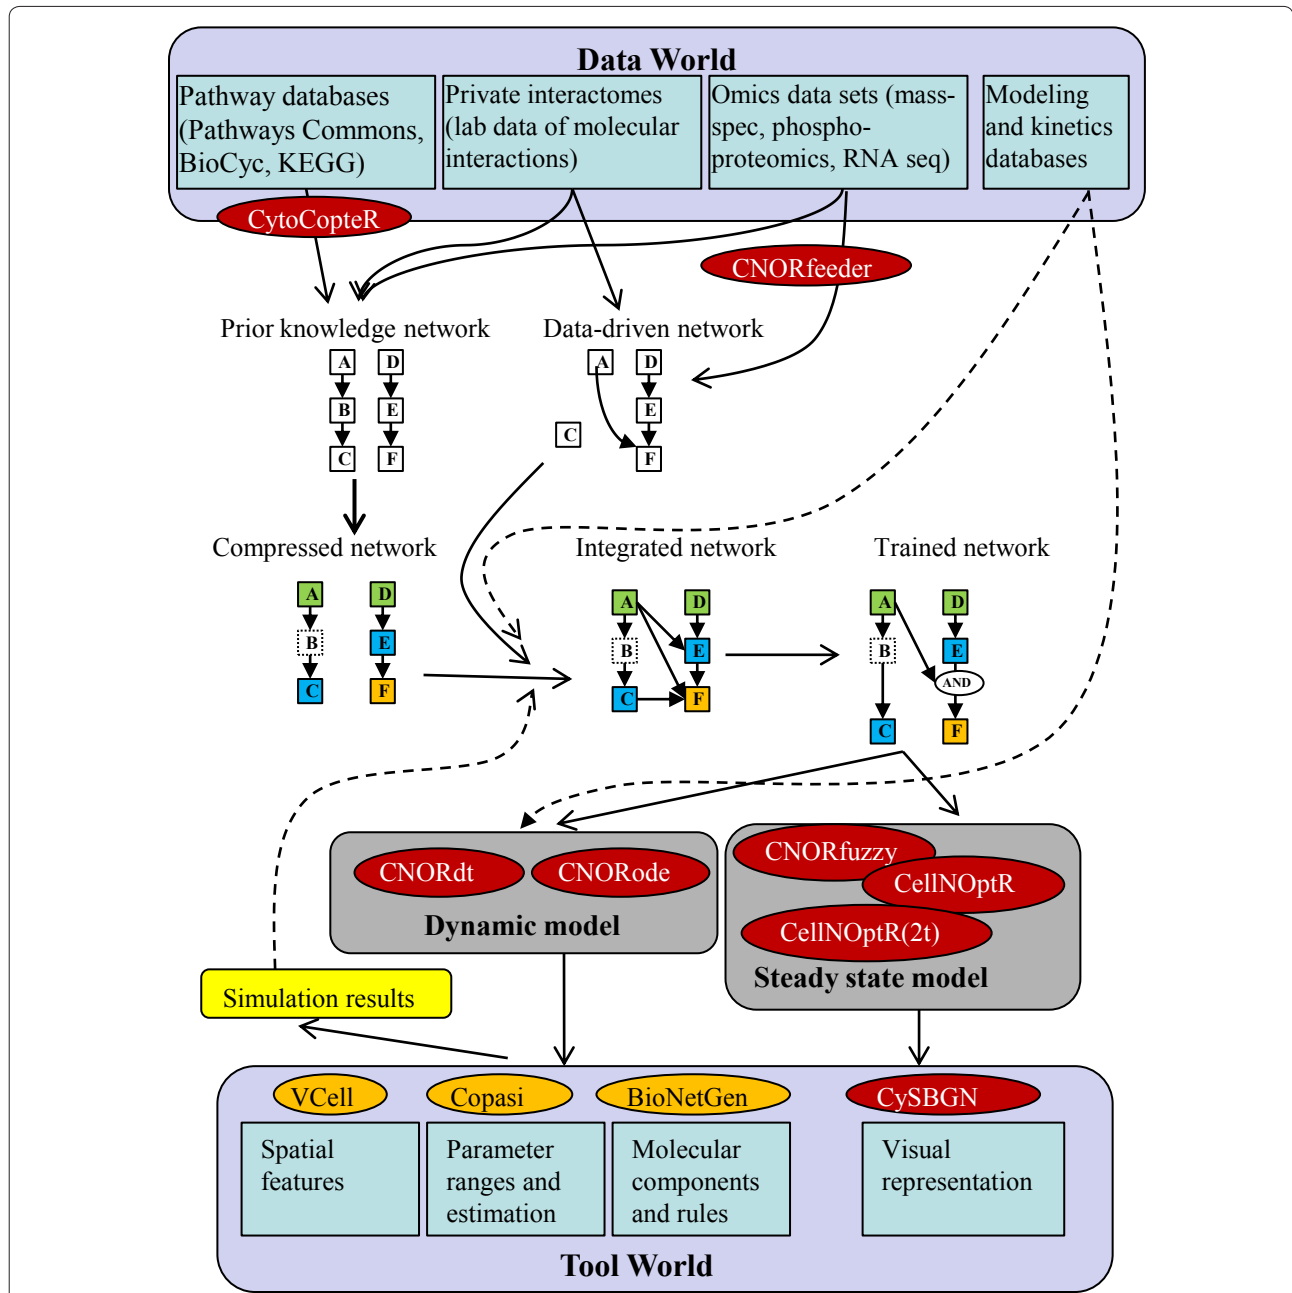 Data World
Pathway databases
(Pathways Commons,
BioCyc, KEGG)
Private interactomes
(lab data of molecular
interactions)
Omics data sets (mass-
spec, phospho-
proteomics, RNA seq)
Modeling
and kinetics
databases
CytoCopteR
CNORfeeder
Prior knowledge network
A D
B E
C F
Data-driven network
A D
E
C
F
Compressed network
A D
B E
C F
Integrated network
A D
B E
C F
Trained network
A D
B E
AND
C F
CNORdt
CNORode
Dynamic model
CNORfuzzy
CellNOptR
CellNOptR(2t)
Steady state model
Simulation results
VCell
Spatial
features
Copasi
Parameter
ranges and
estimation
BioNetGen
Molecular
components
and rules
CySBGN
Visual
representation
Tool World